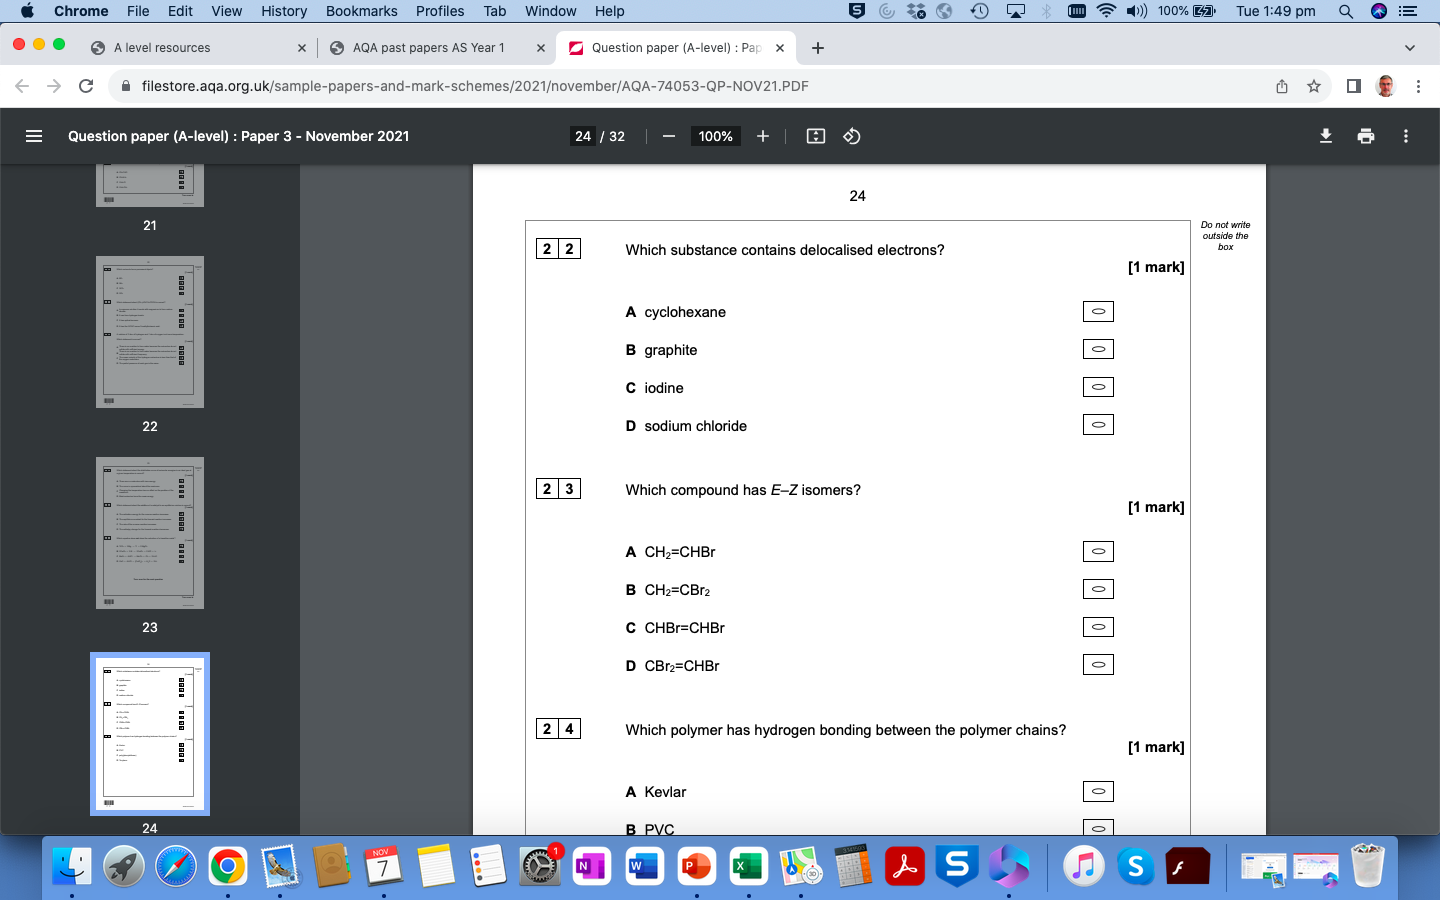 Chrome File Edit View History Bookmarks Profiles Tab Window Help 100% Tue 1:49 pm
A level resources
AQA past papers AS Year 1
Question paper (A-level) : Pap
filestore.aqa.org.uk/sample-papers-and-mark-schemes/2021/november/AQA-74053-QP-NOV21.PDF
Question paper (A-level) : Paper 3 - November 2021
24 / 32
100%
21
22
23
24
24
Do not write
outside the
box
2 2 Which substance contains delocalised electrons?
[1 mark]
A cyclohexane
B graphite
C iodine
D sodium chloride
2 3 Which compound has E–Z isomers?
[1 mark]
A CH₂=CHBr
B CH₂=CBr₂
C CHBr=CHBr
D CBr₂=CHBr
2 4 Which polymer has hydrogen bonding between the polymer chains?
[1 mark]
A Kevlar
B PVC
NOV
7
1
N
W
P
X
S
S